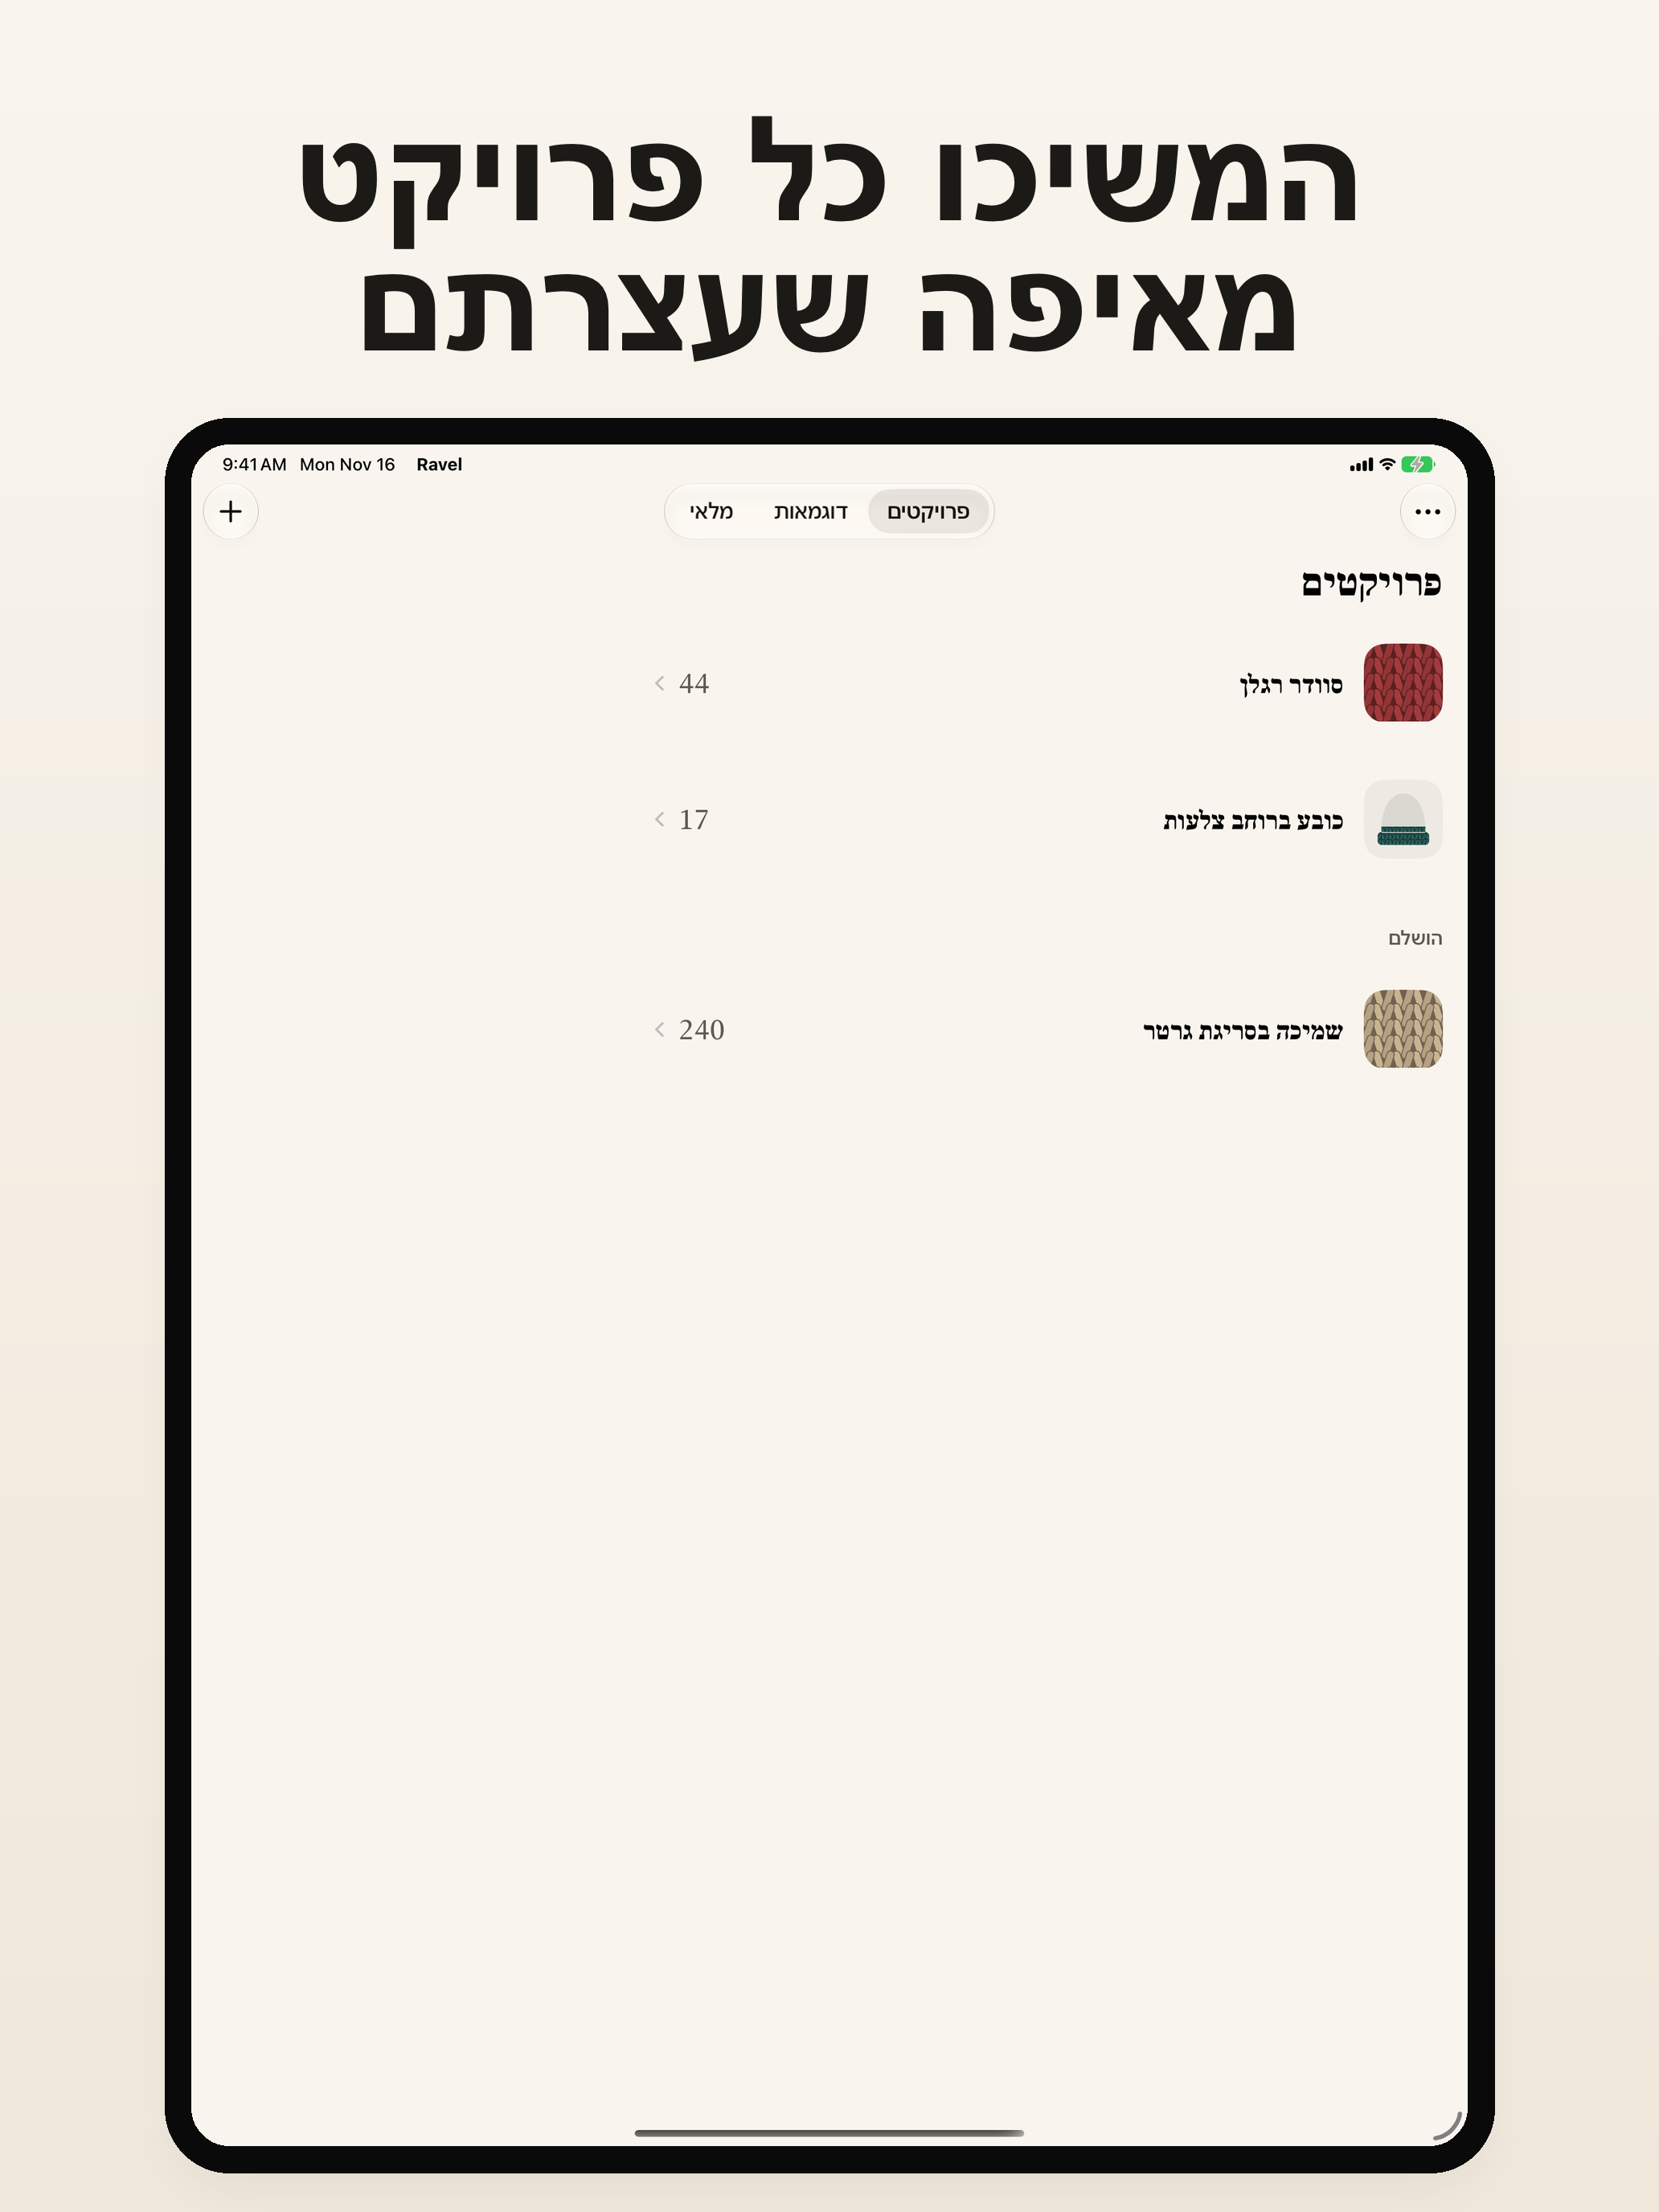 המשיכו כל פרויקט
מאיפה שעצרתם
9:41 AM Mon Nov 16 Ravel
פרויקטים דוגמאות מלאי
פרויקטים
סוודר רגלן 44
כובע ברוחב צלעות 17
הושלם
שמיכה בסריגת גרטר 240